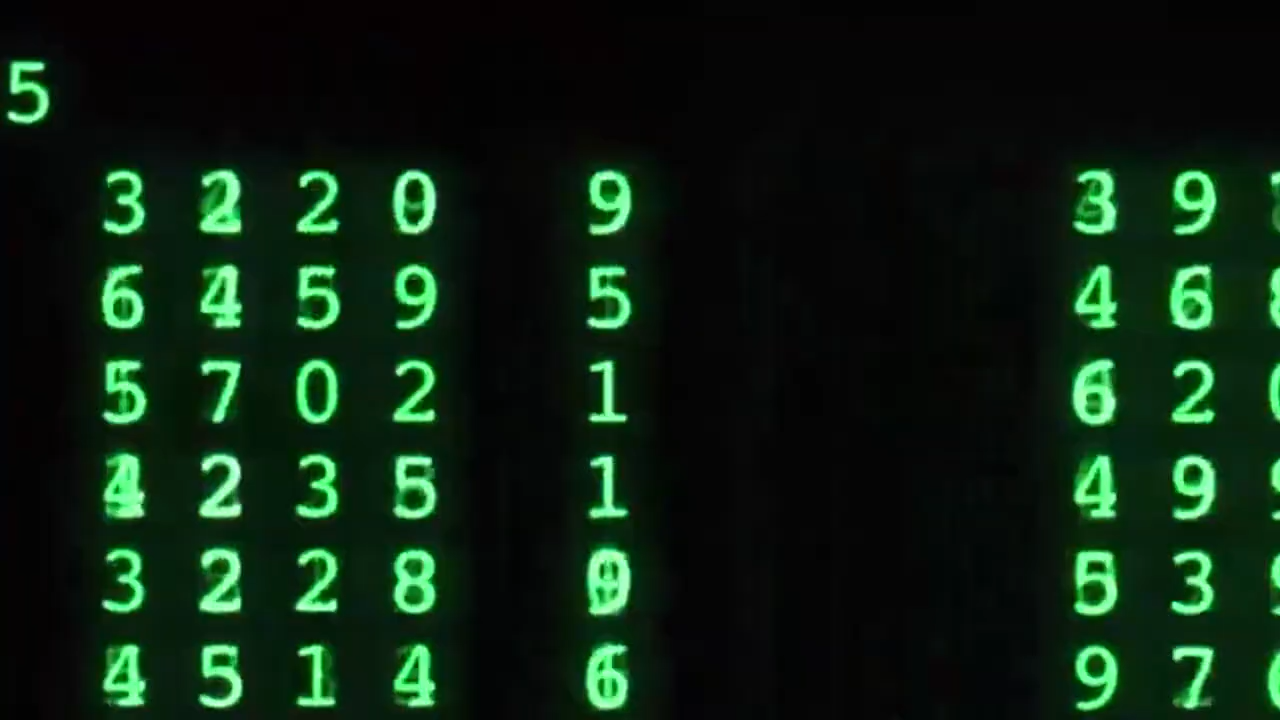 5
3 2 2 0 9 3 9
6 4 5 9 5 4 6
5 7 0 2 1 6 2
4 2 3 5 1 4 9
3 2 2 8 5 3
4 5 1 4 6 9 7